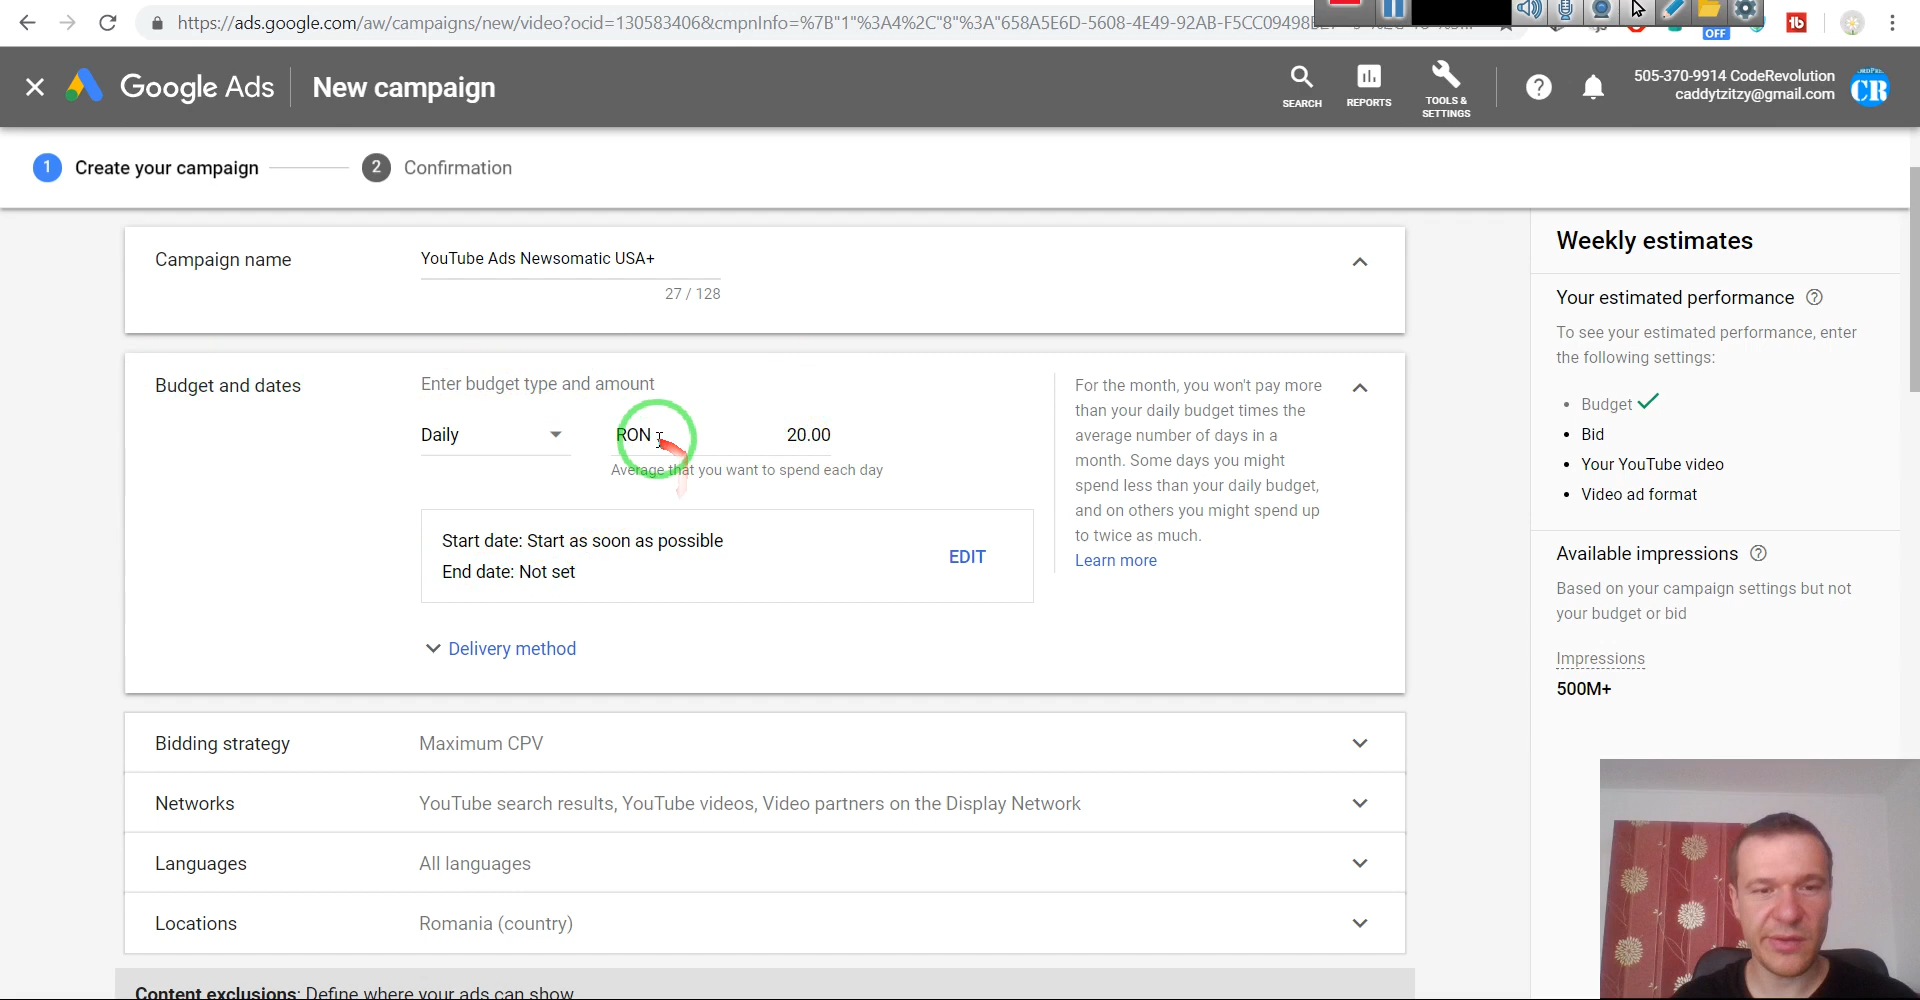 https://ads.google.com/aw/campaigns/new/video?ocid=130583406&cmpnInfo=%7B"1"%3A4%2C"8"%3A"658A5E6D-5608-4E49-92AB-F5CC09498B
OFF
Google Ads
New campaign
SEARCH
REPORTS
TOOLS &
SETTINGS
505-370-9914 CodeRevolution
caddytzitzy@gmail.com
CR
1 Create your campaign
2 Confirmation
Campaign name
YouTube Ads Newsomatic USA+
27 / 128
Budget and dates
Enter budget type and amount
Daily
RON
20.00
Average that you want to spend each day
Start date: Start as soon as possible
End date: Not set
EDIT
Delivery method
For the month, you won't pay more
than your daily budget times the
average number of days in a
month. Some days you might
spend less than your daily budget,
and on others you might spend up
to twice as much.
Learn more
Bidding strategy
Maximum CPV
Networks
YouTube search results, YouTube videos, Video partners on the Display Network
Languages
All languages
Locations
Romania (country)
Content exclusions: Define where your ads can show
Weekly estimates
Your estimated performance
To see your estimated performance, enter
the following settings:
• Budget
• Bid
• Your YouTube video
• Video ad format
Available impressions
Based on your campaign settings but not
your budget or bid
Impressions
500M+